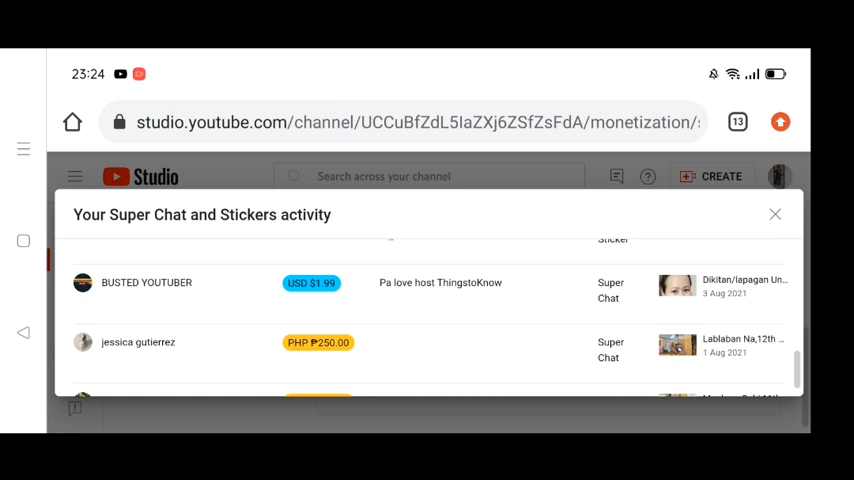 23:24
studio.youtube.com/channel/UCCuBfZdL5IaZXj6ZSfZsFdA/monetization/
13
Studio
Search across your channel
CREATE
Your Super Chat and Stickers activity
Sticker
BUSTED YOUTUBER
USD $1.99
Pa love host ThingstoKnow
Super
Chat
Dikitan/lapagan Un...
3 Aug 2021
jessica gutierrez
PHP ₱250.00
Super
Chat
Lablaban Na,12th ...
1 Aug 2021